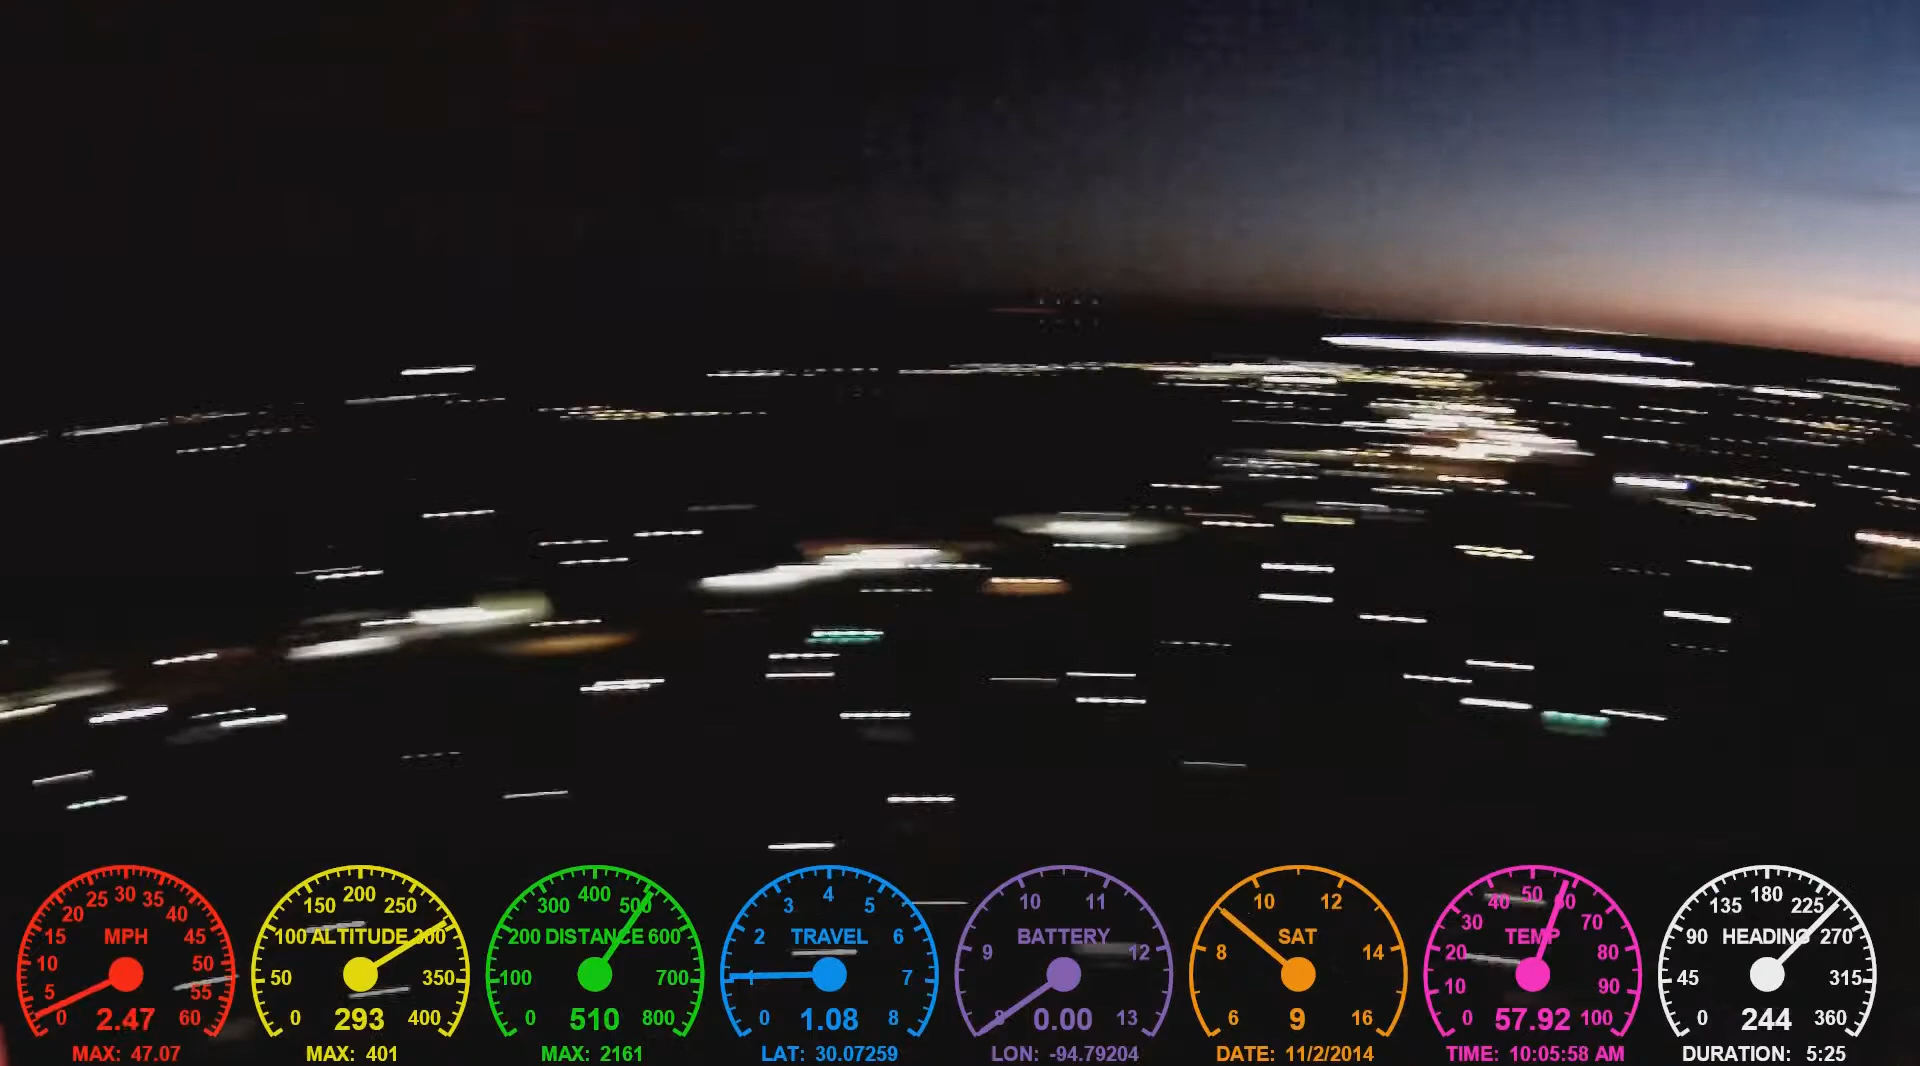 0 5 10 15 20 25 30 35 40 45 50 55 60
MPH
2.47
MAX: 47.07
0 50 100 150 200 250 300 350 400
ALTITUDE
293
MAX: 401
0 100 200 300 400 500 600 700 800
DISTANCE
510
MAX: 2161
0 1 2 3 4 5 6 7 8
TRAVEL
1.08
LAT: 30.07259
8 9 10 11 12 13
BATTERY
0.00
LON: -94.79204
6 8 10 12 14 16
SAT
9
DATE: 11/2/2014
0 10 20 30 40 50 60 70 80 90 100
TEMP
57.92
TIME: 10:05:58 AM
0 45 90 135 180 225 270 315 360
HEADING
244
DURATION: 5:25